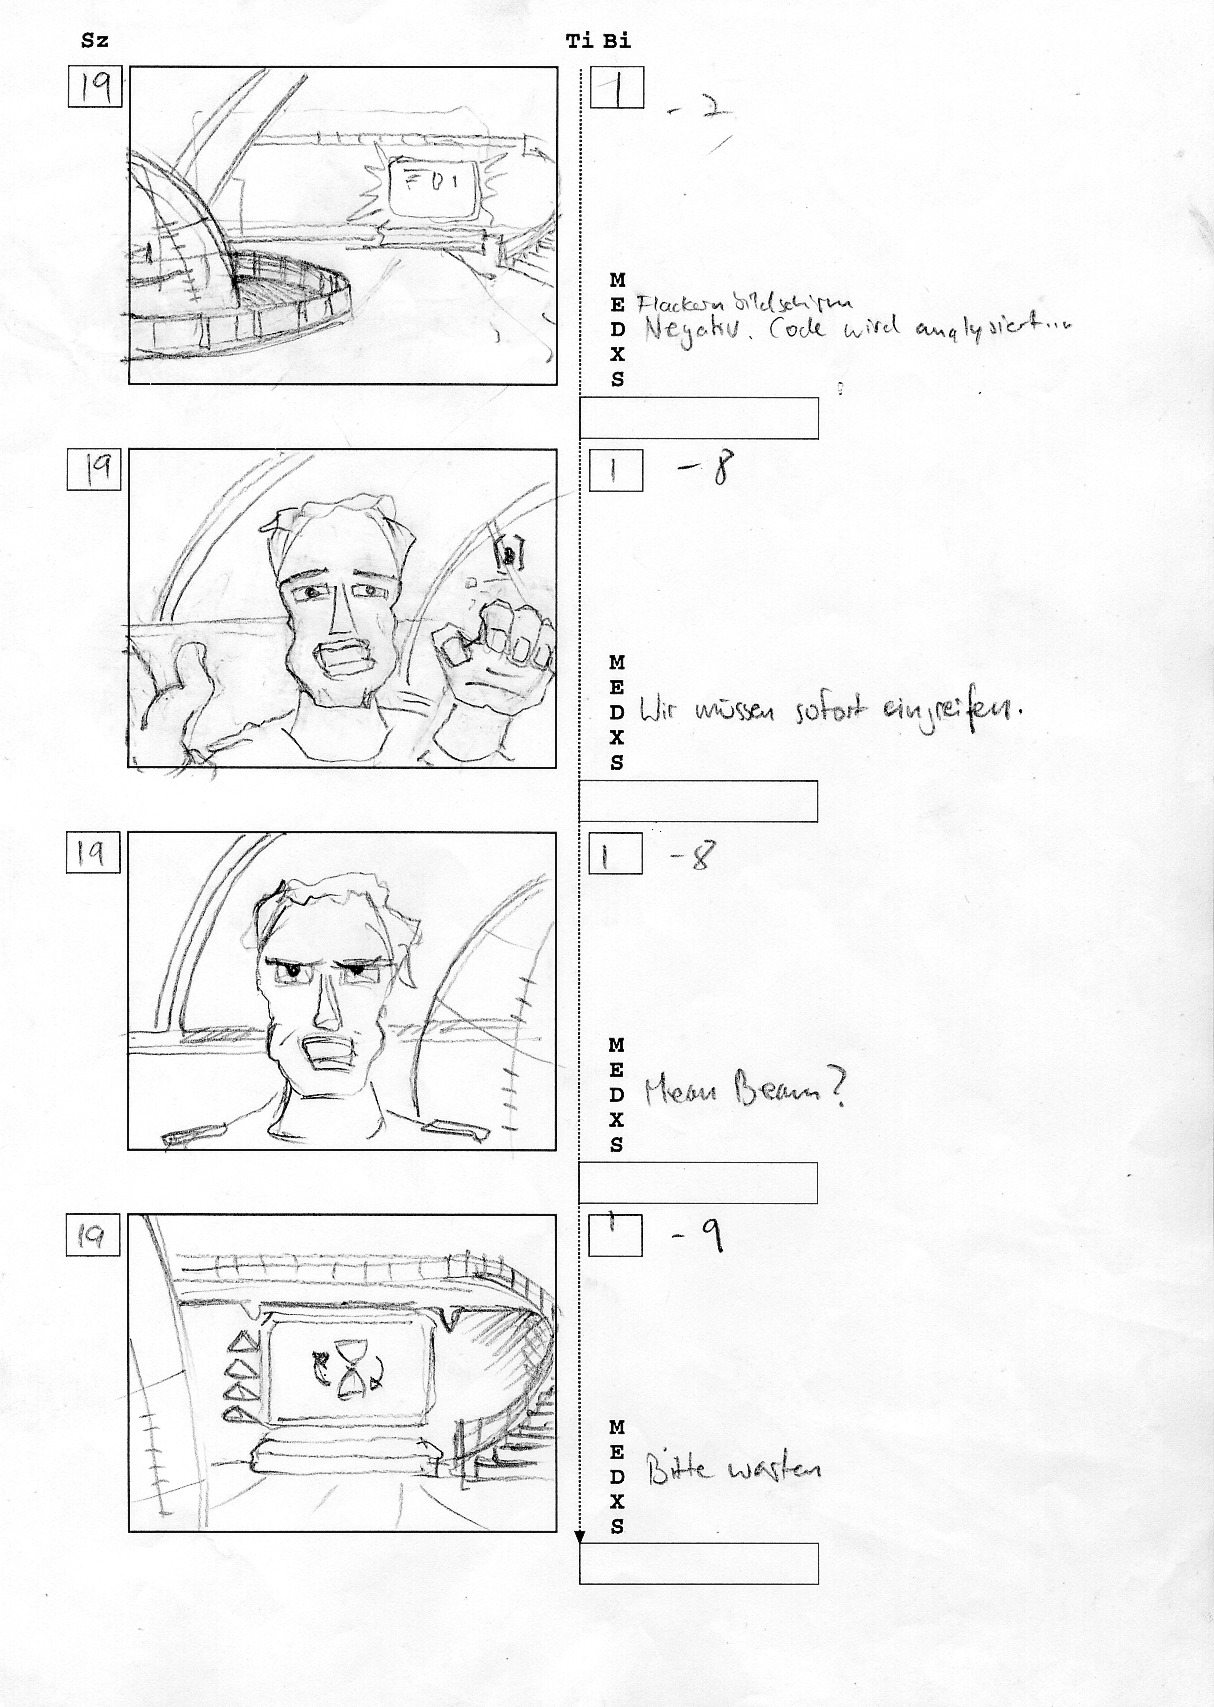 Sz Ti Bi
19 1 - 2
F01
M
E Flackern bildschirm
D Negativ. Code wird analysiert...
X
S
19 1 - 8
M
E
D Wir müssen sofort eingreifen.
X
S
19 1 - 8
M
E
D Mean Beam?
X
S
19 1 - 9
M
E
D Bitte warten
X
S